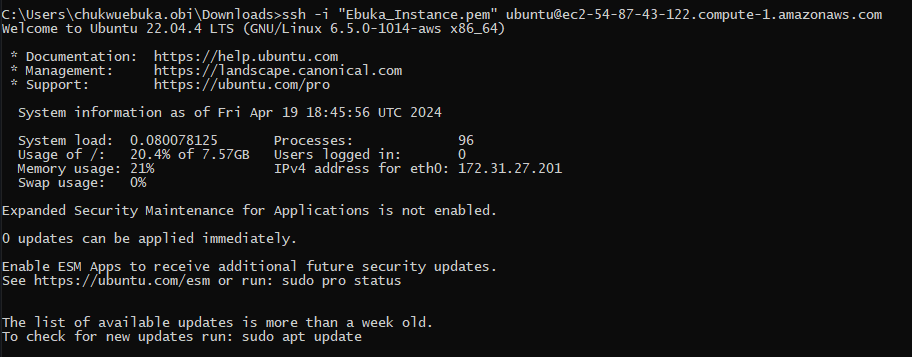 C:\Users\chukwuebuka.obi\Downloads>ssh -i "Ebuka_Instance.pem" ubuntu@ec2-54-87-43-122.compute-1.amazonaws.com
Welcome to Ubuntu 22.04.4 LTS (GNU/Linux 6.5.0-1014-aws x86_64)
* Documentation:  https://help.ubuntu.com
* Management:     https://landscape.canonical.com
* Support:        https://ubuntu.com/pro
System information as of Fri Apr 19 18:45:56 UTC 2024
System load:  0.080078125       Processes:             96
Usage of /:   20.4% of 7.57GB   Users logged in:       0
Memory usage: 21%               IPv4 address for eth0: 172.31.27.201
Swap usage:   0%
Expanded Security Maintenance for Applications is not enabled.
0 updates can be applied immediately.
Enable ESM Apps to receive additional future security updates.
See https://ubuntu.com/esm or run: sudo pro status
The list of available updates is more than a week old.
To check for new updates run: sudo apt update